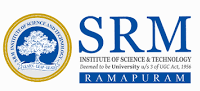 SRM
INSTITUTE OF SCIENCE & TECHNOLOGY
Deemed to be University u/s 3 of UGC Act, 1956
RAMAPURAM